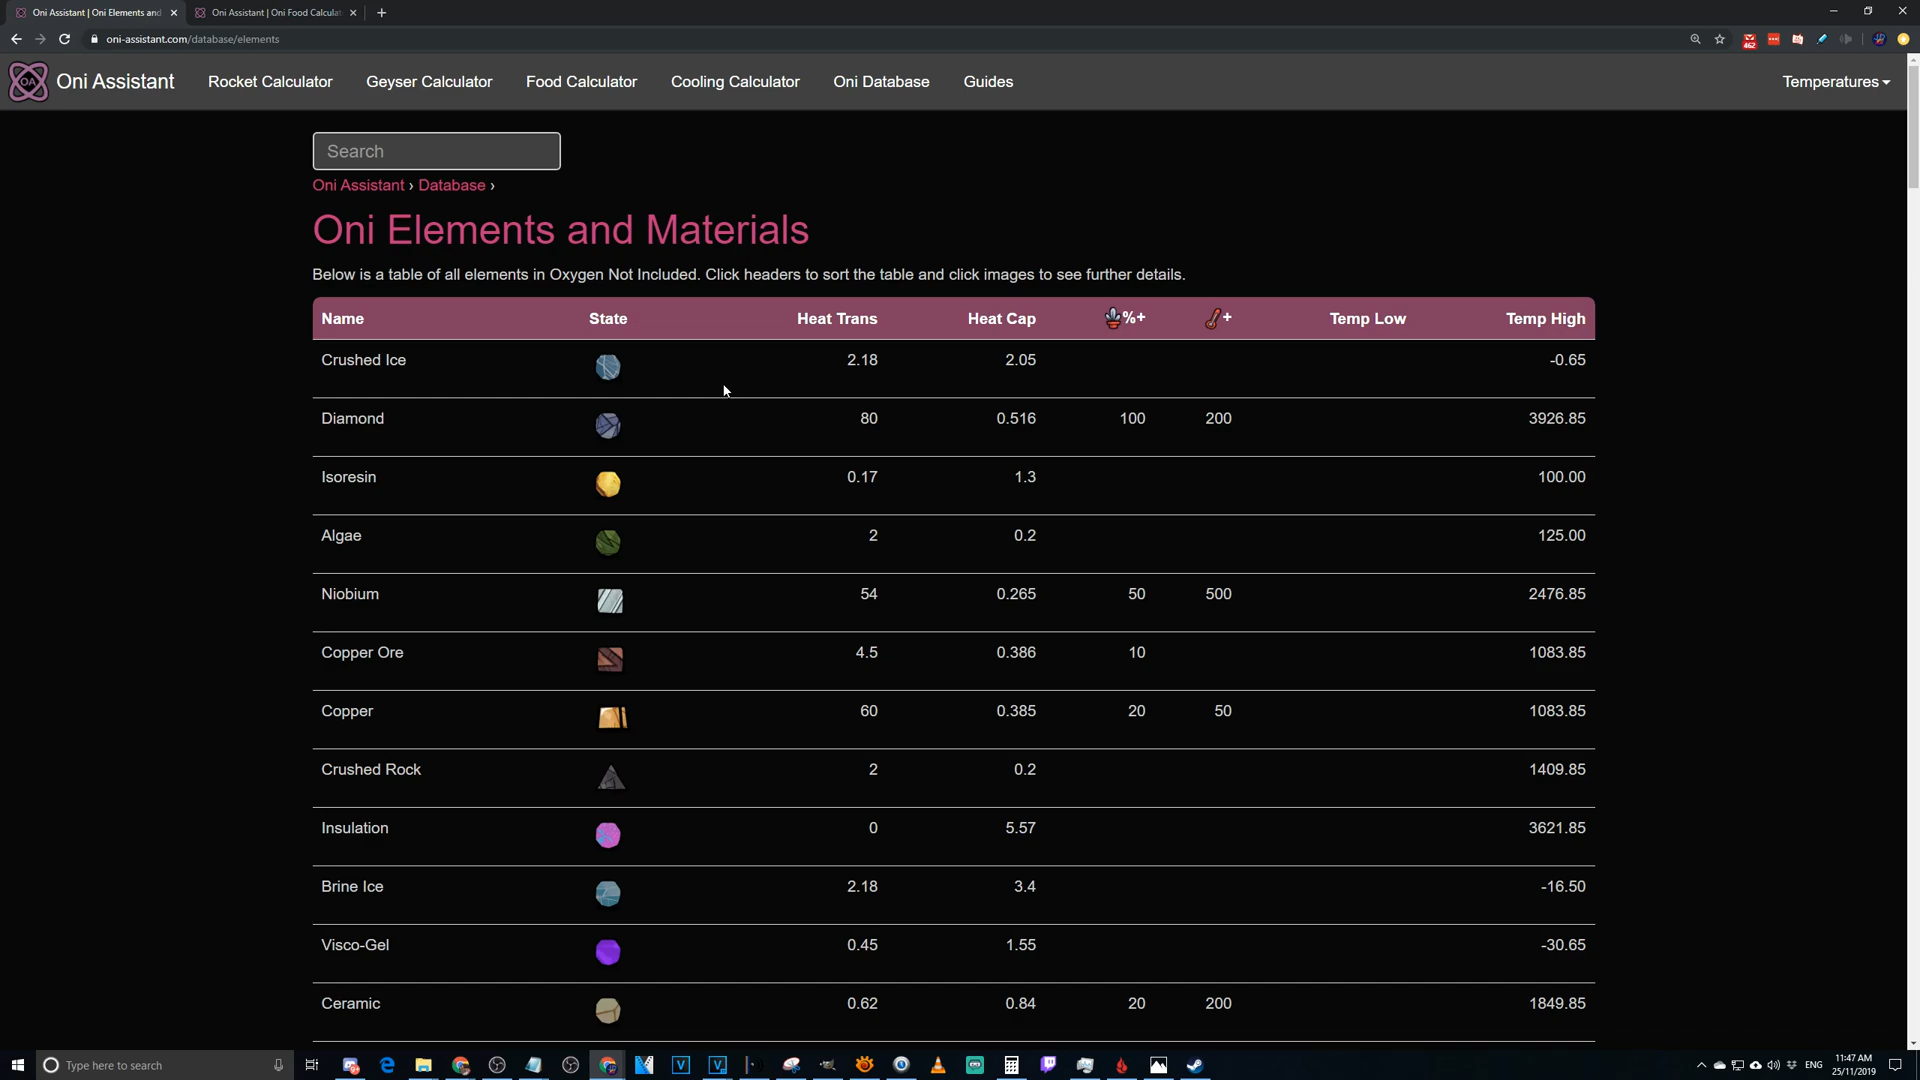 Oni Assistant | Oni Elements and
Oni Assistant | Oni Food Calculat
oni-assistant.com/database/elements
462
OA
Oni Assistant
Rocket Calculator
Geyser Calculator
Food Calculator
Cooling Calculator
Oni Database
Guides
Temperatures
Search
Oni Assistant › Database ›
Oni Elements and Materials
Below is a table of all elements in Oxygen Not Included. Click headers to sort the table and click images to see further details.
Name State Heat Trans Heat Cap %+ + Temp Low Temp High
Crushed Ice 2.18 2.05 -0.65
Diamond 80 0.516 100 200 3926.85
Isoresin 0.17 1.3 100.00
Algae 2 0.2 125.00
Niobium 54 0.265 50 500 2476.85
Copper Ore 4.5 0.386 10 1083.85
Copper 60 0.385 20 50 1083.85
Crushed Rock 2 0.2 1409.85
Insulation 0 5.57 3621.85
Brine Ice 2.18 3.4 -16.50
Visco-Gel 0.45 1.55 -30.65
Ceramic 0.62 0.84 20 200 1849.85
Type here to search
ENG
11:47 AM
25/11/2019